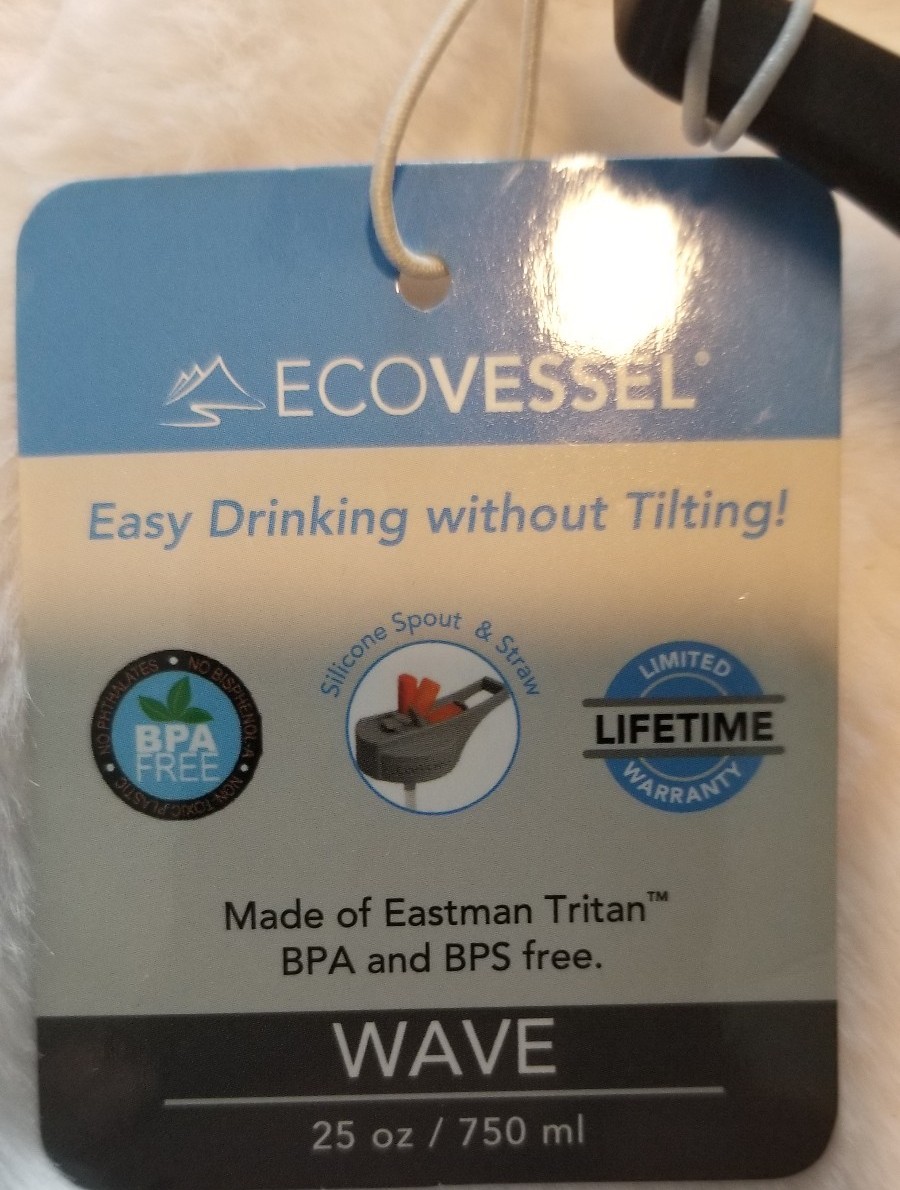 ECOVESSEL®
Easy Drinking without Tilting!
NO PHTHALATES • NO BISPHENOL-A • NON-TOXIC PLASTIC •
BPA
FREE
Silicone Spout & Straw
LIMITED
LIFETIME
WARRANTY
Made of Eastman Tritan™
BPA and BPS free.
WAVE
25 oz / 750 ml